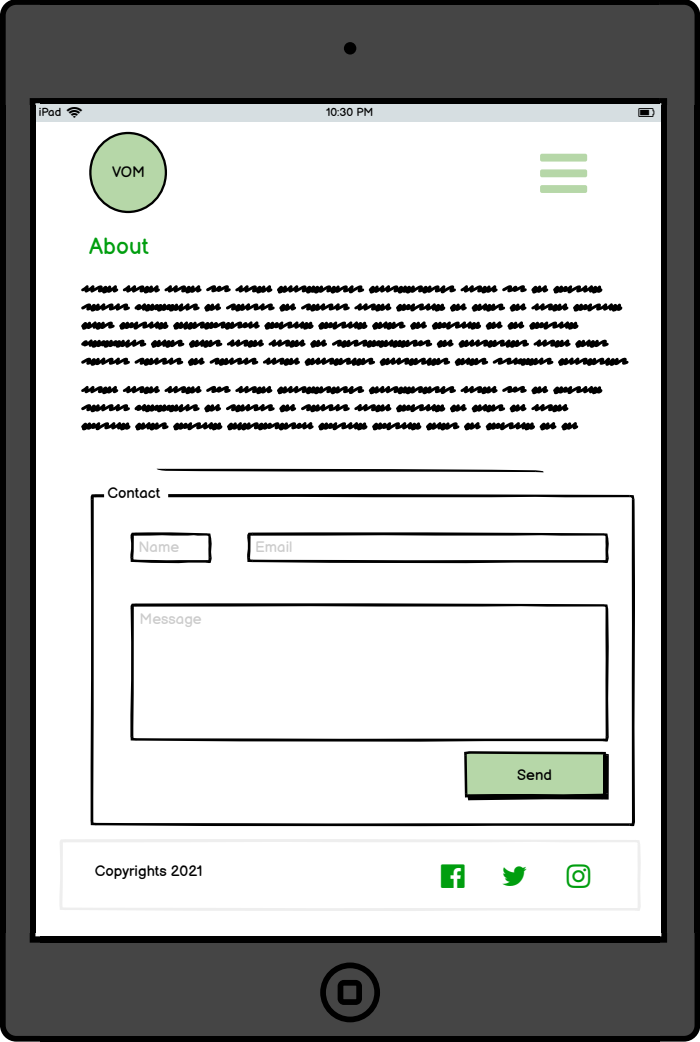 iPad
10:30 PM
VOM
About
Contact
Name
Email
Message
Send
Copyrights 2021